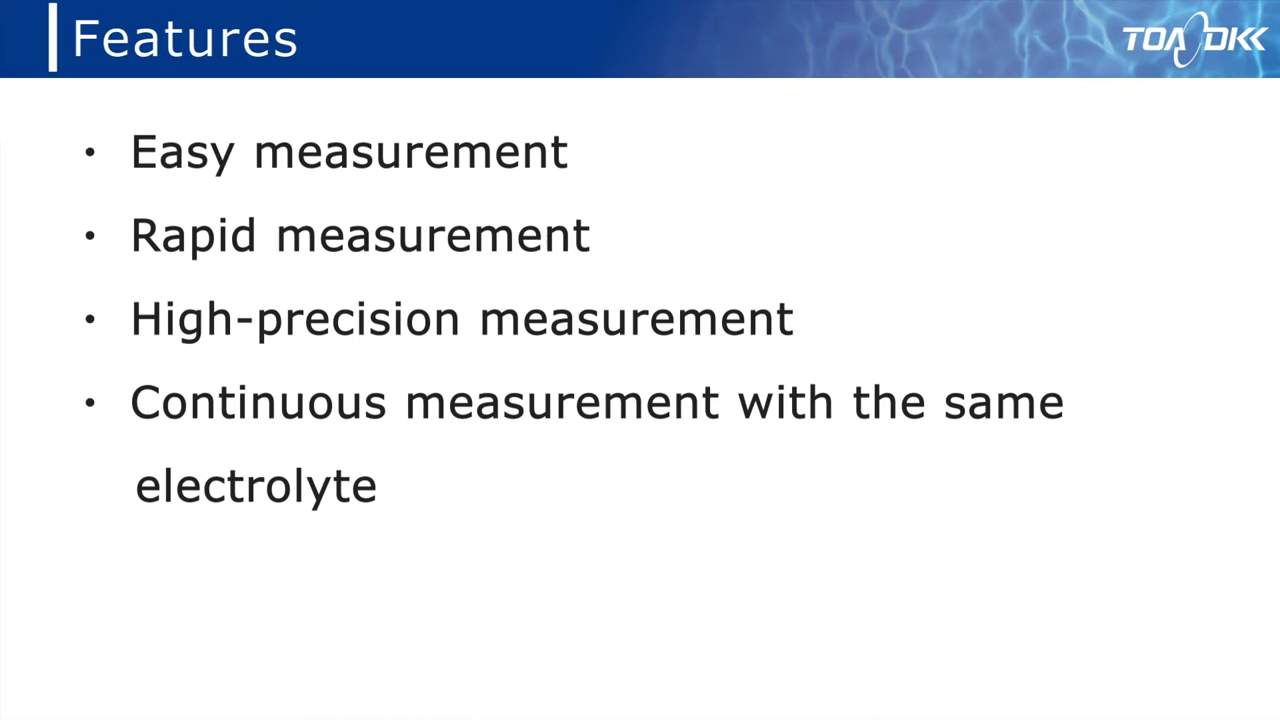 Features
TOA DKK
・ Easy measurement
・ Rapid measurement
・ High-precision measurement
・ Continuous measurement with the same
electrolyte